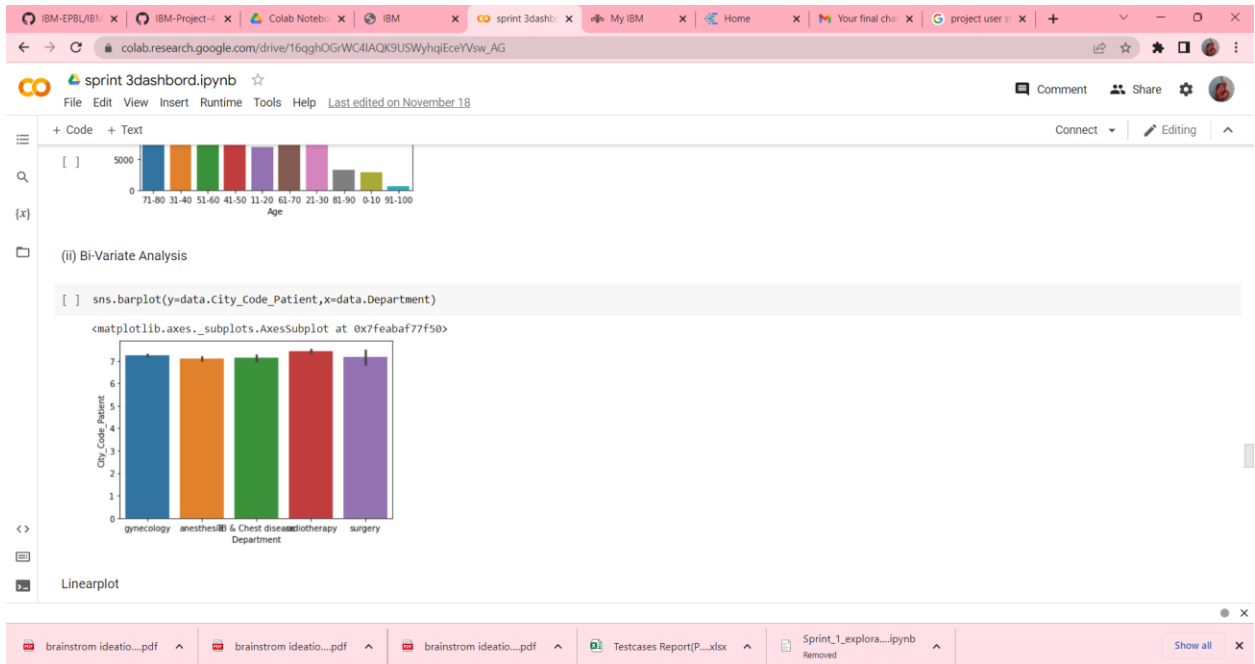 IBM-EPBL/IBM
IBM-Project-4
Colab Notebo
IBM
sprint 3dashb
My IBM
Home
Your final cha
project user s
colab.research.google.com/drive/16qghOGrWC4IAQK9USWyhqiEceYVsw_AG
sprint 3dashbord.ipynb
File Edit View Insert Runtime Tools Help Last edited on November 18
Comment
Share
+ Code + Text
Connect
Editing
[ ]
5000
0
71-80 31-40 51-60 41-50 11-20 61-70 21-30 81-90 0-10 91-100
Age
{x}
(ii) Bi-Variate Analysis
[ ] sns.barplot(y=data.City_Code_Patient,x=data.Department)
<matplotlib.axes._subplots.AxesSubplot at 0x7feabaf77f50>
7
6
5
4
3
2
1
0
City_Code_Patient
gynecology anesthesia TB & Chest disease radiotherapy surgery
Department
Linearplot
brainstrom ideatio....pdf
brainstrom ideatio....pdf
brainstrom ideatio....pdf
Testcases Report(P....xlsx
Sprint_1_explora....ipynb
Removed
Show all